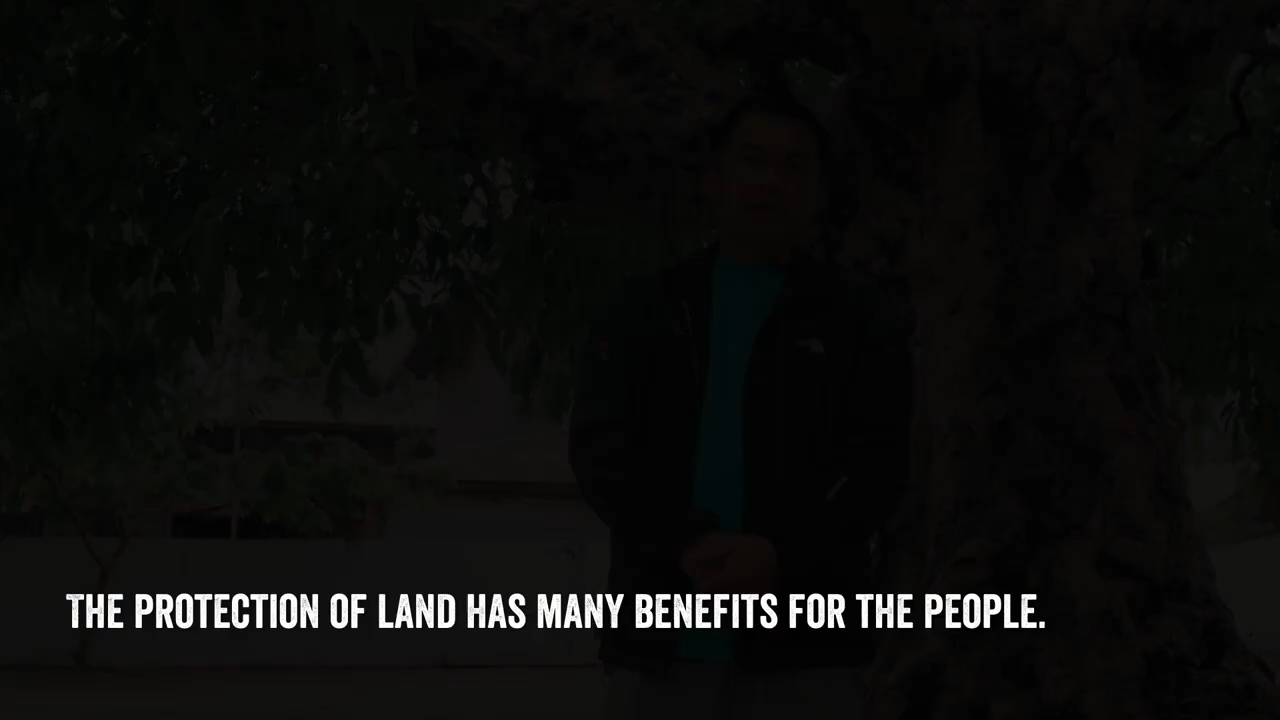 THE PROTECTION OF LAND HAS MANY BENEFITS FOR THE PEOPLE.